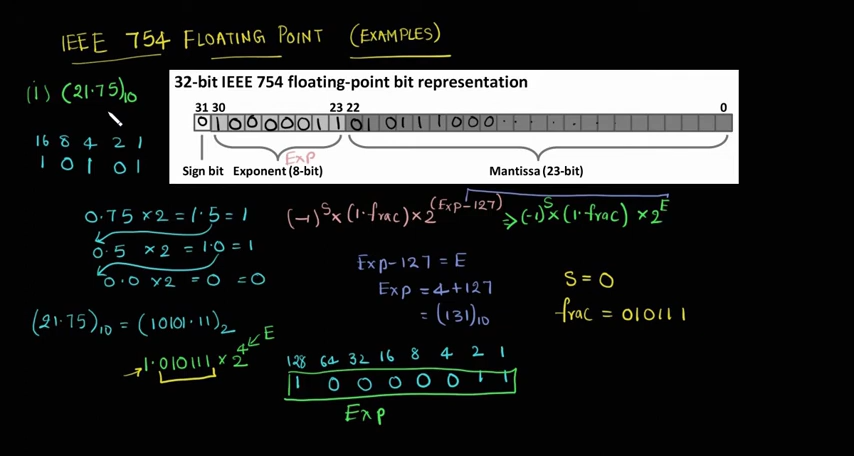 IEEE 754 FLOATING POINT (EXAMPLES)
(i) (21.75)₁₀
32-bit IEEE 754 floating-point bit representation
31 30 23 22 0
0 1 0 0 0 0 0 1 1 0 1 0 1 1 1 0 0 0 . . . . . . . .
Exp
Sign bit Exponent (8-bit) Mantissa (23-bit)
16 8 4 2 1
1 0 1 0 1
0.75 × 2 = 1.5 = 1
0.5 × 2 = 1.0 = 1
0.0 × 2 = 0 = 0
(21.75)₁₀ = (10101.11)₂
→ 1.010111 × 2⁴ ← E
(-1)^S × (1.frac) × 2^(Exp-127) ⇒ (-1)^S × (1.frac) × 2^E
Exp-127 = E
Exp = 4+127
= (131)₁₀
S = 0
frac = 010111
128 64 32 16 8 4 2 1
1 0 0 0 0 0 1 1
Exp